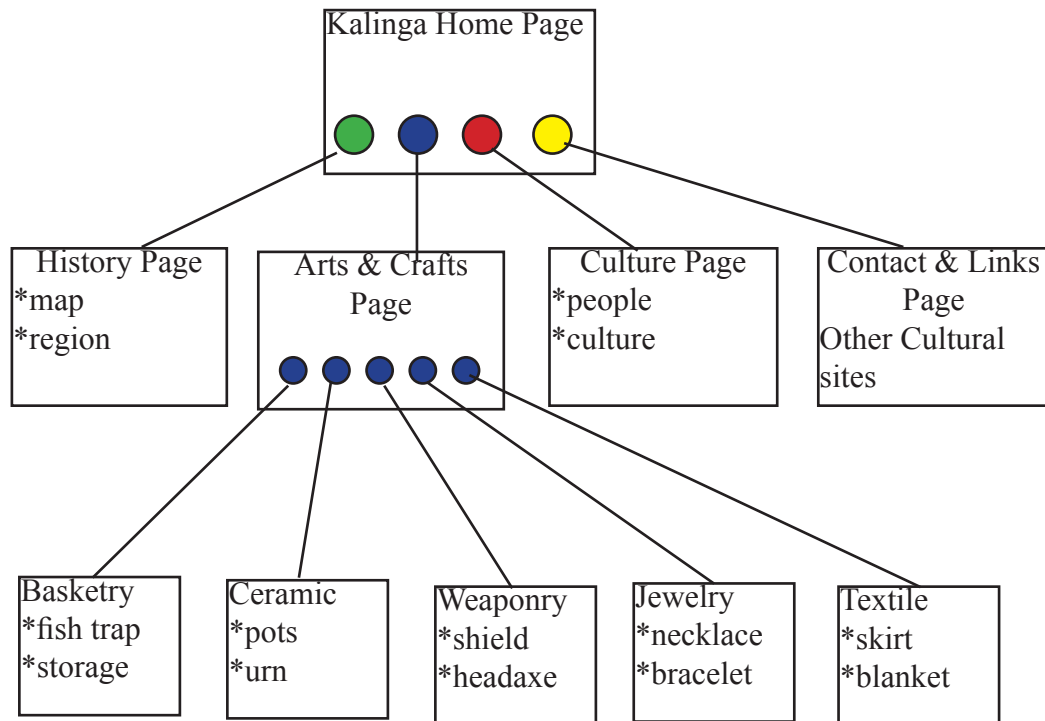 Kalinga Home Page
History Page
*map
*region
Arts & Crafts
Page
Culture Page
*people
*culture
Contact & Links
Page
Other Cultural
sites
Basketry
*fish trap
*storage
Ceramic
*pots
*urn
Weaponry
*shield
*headaxe
Jewelry
*necklace
*bracelet
Textile
*skirt
*blanket